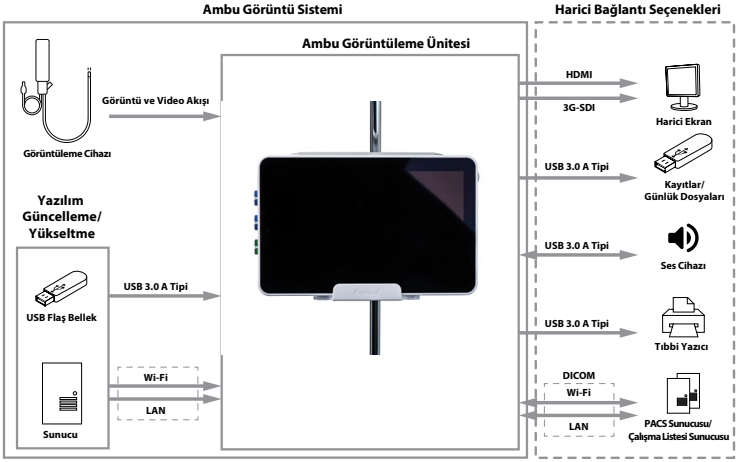 Ambu Görüntü Sistemi
Harici Bağlantı Seçenekleri
Ambu Görüntüleme Ünitesi
Görüntü ve Video Akışı
Görüntüleme Cihazı
Yazılım
Güncelleme/
Yükseltme
USB 3.0 A Tipi
USB Flaş Bellek
Wi-Fi
LAN
Sunucu
HDMI
3G-SDI
Harici Ekran
USB 3.0 A Tipi
Kayıtlar/
Günlük Dosyaları
USB 3.0 A Tipi
Ses Cihazı
USB 3.0 A Tipi
Tıbbi Yazıcı
DICOM
Wi-Fi
LAN
PACS Sunucusu/
Çalışma Listesi Sunucusu